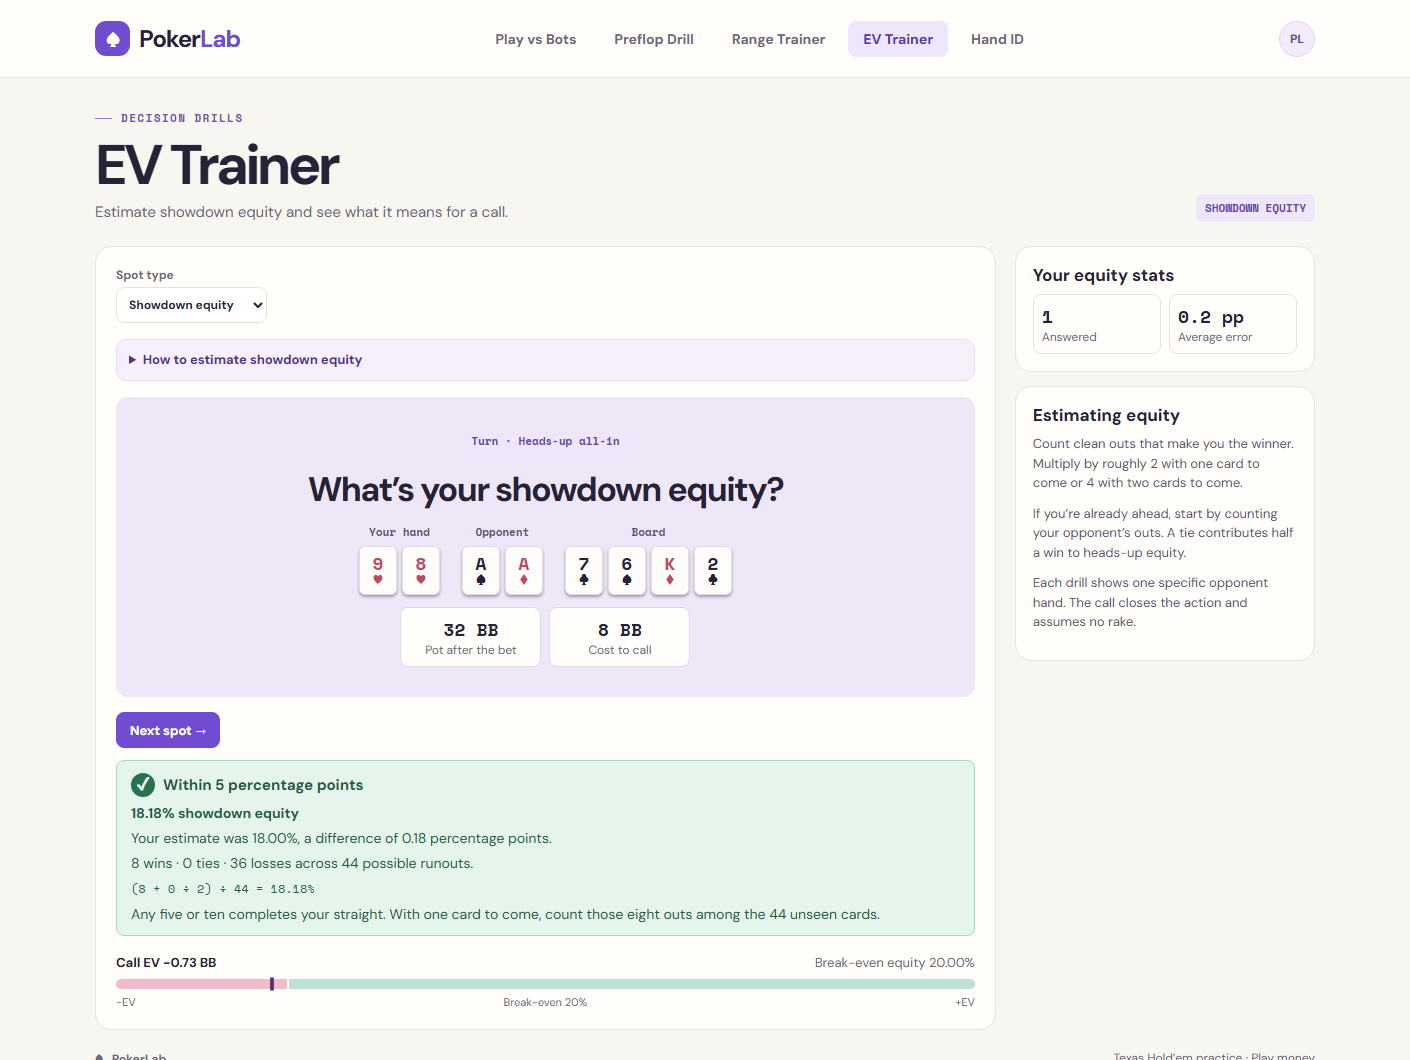 PokerLab
Play vs Bots
Preflop Drill
Range Trainer
EV Trainer
Hand ID
PL
DECISION DRILLS
EV Trainer
Estimate showdown equity and see what it means for a call.
SHOWDOWN EQUITY
Spot type
Showdown equity
How to estimate showdown equity
Turn · Heads-up all-in
What’s your showdown equity?
Your hand
Opponent
Board
9♥ 8♥ A♠ A♦ 7♣ 6♠ K♦ 2♣
32 BB
Pot after the bet
8 BB
Cost to call
Next spot →
Within 5 percentage points
18.18% showdown equity
Your estimate was 18.00%, a difference of 0.18 percentage points.
8 wins · 0 ties · 36 losses across 44 possible runouts.
(8 + 0 ÷ 2) ÷ 44 = 18.18%
Any five or ten completes your straight. With one card to come, count those eight outs among the 44 unseen cards.
Call EV −0.73 BB
Break-even equity 20.00%
−EV
Break-even 20%
+EV
Your equity stats
1
Answered
0.2 pp
Average error
Estimating equity
Count clean outs that make you the winner.
Multiply by roughly 2 with one card to
come or 4 with two cards to come.
If you’re already ahead, start by counting
your opponent’s outs. A tie contributes half
a win to heads-up equity.
Each drill shows one specific opponent
hand. The call closes the action and
assumes no rake.
PokerLab
Texas Hold’em practice · Play money